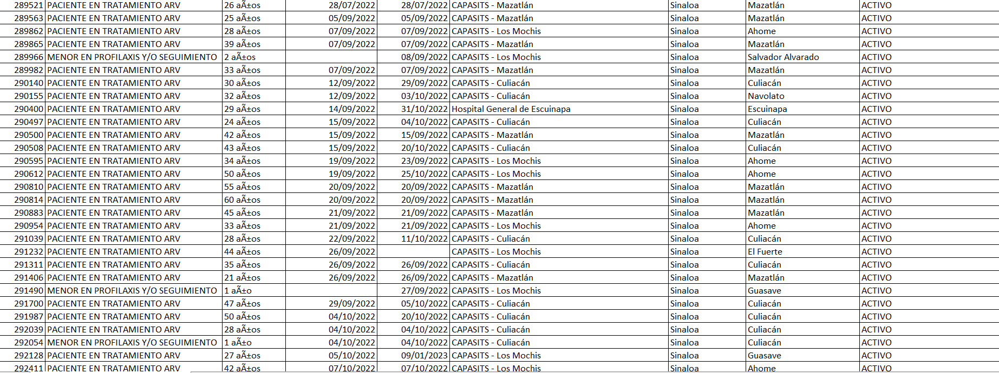 289521 PACIENTE EN TRATAMIENTO ARV 26 aÃ±os 28/07/2022 28/07/2022 CAPASITS - Mazatlán Sinaloa Mazatlán ACTIVO
289563 PACIENTE EN TRATAMIENTO ARV 25 aÃ±os 05/09/2022 05/09/2022 CAPASITS - Mazatlán Sinaloa Mazatlán ACTIVO
289862 PACIENTE EN TRATAMIENTO ARV 28 aÃ±os 07/09/2022 07/09/2022 CAPASITS - Los Mochis Sinaloa Ahome ACTIVO
289865 PACIENTE EN TRATAMIENTO ARV 39 aÃ±os 07/09/2022 07/09/2022 CAPASITS - Mazatlán Sinaloa Mazatlán ACTIVO
289966 MENOR EN PROFILAXIS Y/O SEGUIMIENTO 2 aÃ±os 08/09/2022 CAPASITS - Los Mochis Sinaloa Salvador Alvarado ACTIVO
289982 PACIENTE EN TRATAMIENTO ARV 33 aÃ±os 07/09/2022 07/09/2022 CAPASITS - Mazatlán Sinaloa Mazatlán ACTIVO
290140 PACIENTE EN TRATAMIENTO ARV 30 aÃ±os 12/09/2022 29/09/2022 CAPASITS - Culiacán Sinaloa Culiacán ACTIVO
290155 PACIENTE EN TRATAMIENTO ARV 32 aÃ±os 12/09/2022 03/10/2022 CAPASITS - Culiacán Sinaloa Navolato ACTIVO
290400 PACIENTE EN TRATAMIENTO ARV 29 aÃ±os 14/09/2022 31/10/2022 Hospital General de Escuinapa Sinaloa Escuinapa ACTIVO
290497 PACIENTE EN TRATAMIENTO ARV 24 aÃ±os 15/09/2022 04/10/2022 CAPASITS - Culiacán Sinaloa Culiacán ACTIVO
290500 PACIENTE EN TRATAMIENTO ARV 42 aÃ±os 15/09/2022 15/09/2022 CAPASITS - Mazatlán Sinaloa Mazatlán ACTIVO
290508 PACIENTE EN TRATAMIENTO ARV 43 aÃ±os 15/09/2022 20/10/2022 CAPASITS - Culiacán Sinaloa Culiacán ACTIVO
290595 PACIENTE EN TRATAMIENTO ARV 34 aÃ±os 19/09/2022 23/09/2022 CAPASITS - Los Mochis Sinaloa Ahome ACTIVO
290612 PACIENTE EN TRATAMIENTO ARV 50 aÃ±os 19/09/2022 25/10/2022 CAPASITS - Los Mochis Sinaloa Ahome ACTIVO
290810 PACIENTE EN TRATAMIENTO ARV 55 aÃ±os 20/09/2022 20/09/2022 CAPASITS - Mazatlán Sinaloa Mazatlán ACTIVO
290814 PACIENTE EN TRATAMIENTO ARV 60 aÃ±os 20/09/2022 20/09/2022 CAPASITS - Mazatlán Sinaloa Mazatlán ACTIVO
290883 PACIENTE EN TRATAMIENTO ARV 45 aÃ±os 21/09/2022 21/09/2022 CAPASITS - Mazatlán Sinaloa Mazatlán ACTIVO
290954 PACIENTE EN TRATAMIENTO ARV 33 aÃ±os 21/09/2022 21/09/2022 CAPASITS - Los Mochis Sinaloa Ahome ACTIVO
291039 PACIENTE EN TRATAMIENTO ARV 28 aÃ±os 22/09/2022 11/10/2022 CAPASITS - Culiacán Sinaloa Culiacán ACTIVO
291232 PACIENTE EN TRATAMIENTO ARV 44 aÃ±os 26/09/2022 CAPASITS - Los Mochis Sinaloa El Fuerte ACTIVO
291311 PACIENTE EN TRATAMIENTO ARV 35 aÃ±os 26/09/2022 26/09/2022 CAPASITS - Culiacán Sinaloa Culiacán ACTIVO
291406 PACIENTE EN TRATAMIENTO ARV 21 aÃ±os 26/09/2022 26/09/2022 CAPASITS - Mazatlán Sinaloa Mazatlán ACTIVO
291490 MENOR EN PROFILAXIS Y/O SEGUIMIENTO 1 aÃ±o 27/09/2022 CAPASITS - Los Mochis Sinaloa Guasave ACTIVO
291700 PACIENTE EN TRATAMIENTO ARV 47 aÃ±os 29/09/2022 05/10/2022 CAPASITS - Culiacán Sinaloa Culiacán ACTIVO
291987 PACIENTE EN TRATAMIENTO ARV 50 aÃ±os 04/10/2022 20/10/2022 CAPASITS - Culiacán Sinaloa Culiacán ACTIVO
292039 PACIENTE EN TRATAMIENTO ARV 28 aÃ±os 04/10/2022 04/10/2022 CAPASITS - Culiacán Sinaloa Culiacán ACTIVO
292054 MENOR EN PROFILAXIS Y/O SEGUIMIENTO 1 aÃ±o 04/10/2022 04/10/2022 CAPASITS - Culiacán Sinaloa Culiacán ACTIVO
292128 PACIENTE EN TRATAMIENTO ARV 27 aÃ±os 05/10/2022 09/01/2023 CAPASITS - Los Mochis Sinaloa Guasave ACTIVO
292411 PACIENTE EN TRATAMIENTO ARV 42 aÃ±os 07/10/2022 07/10/2022 CAPASITS - Los Mochis Sinaloa Ahome ACTIVO